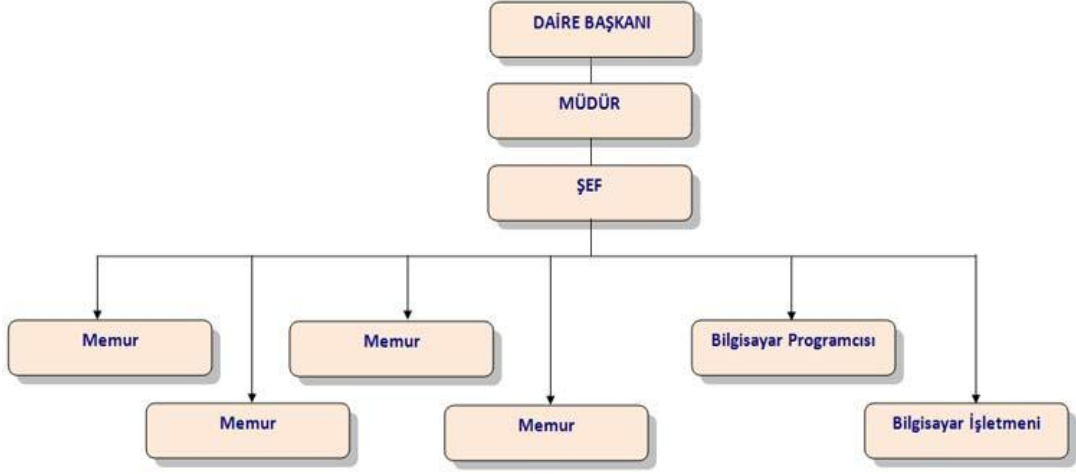 DAİRE BAŞKANI
MÜDÜR
ŞEF
Memur
Memur
Bilgisayar Programcısı
Memur
Memur
Bilgisayar İşletmeni